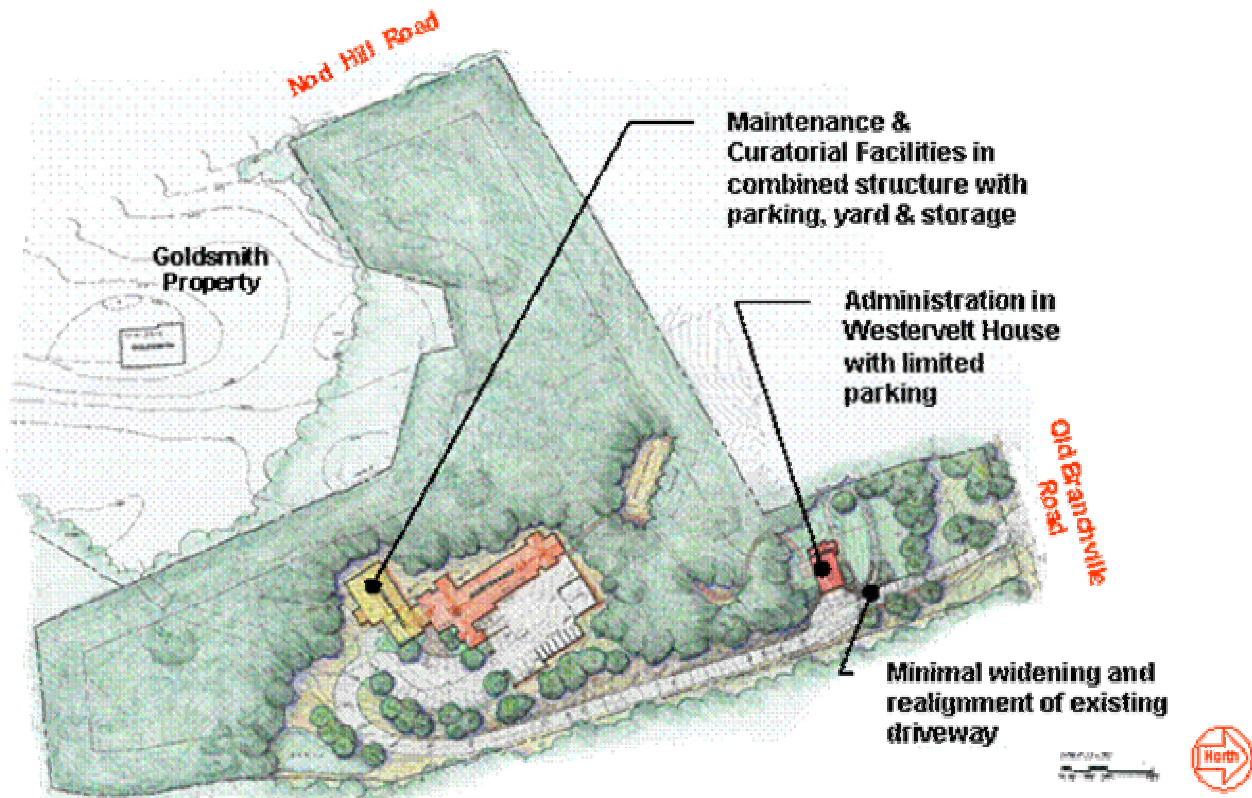 Nod Hill Road
Maintenance &
Curatorial Facilities in
combined structure with
parking, yard & storage
Goldsmith
Property
Administration in
Westervelt House
with limited
parking
Old Branchville
Road
Minimal widening and
realignment of existing
driveway
North